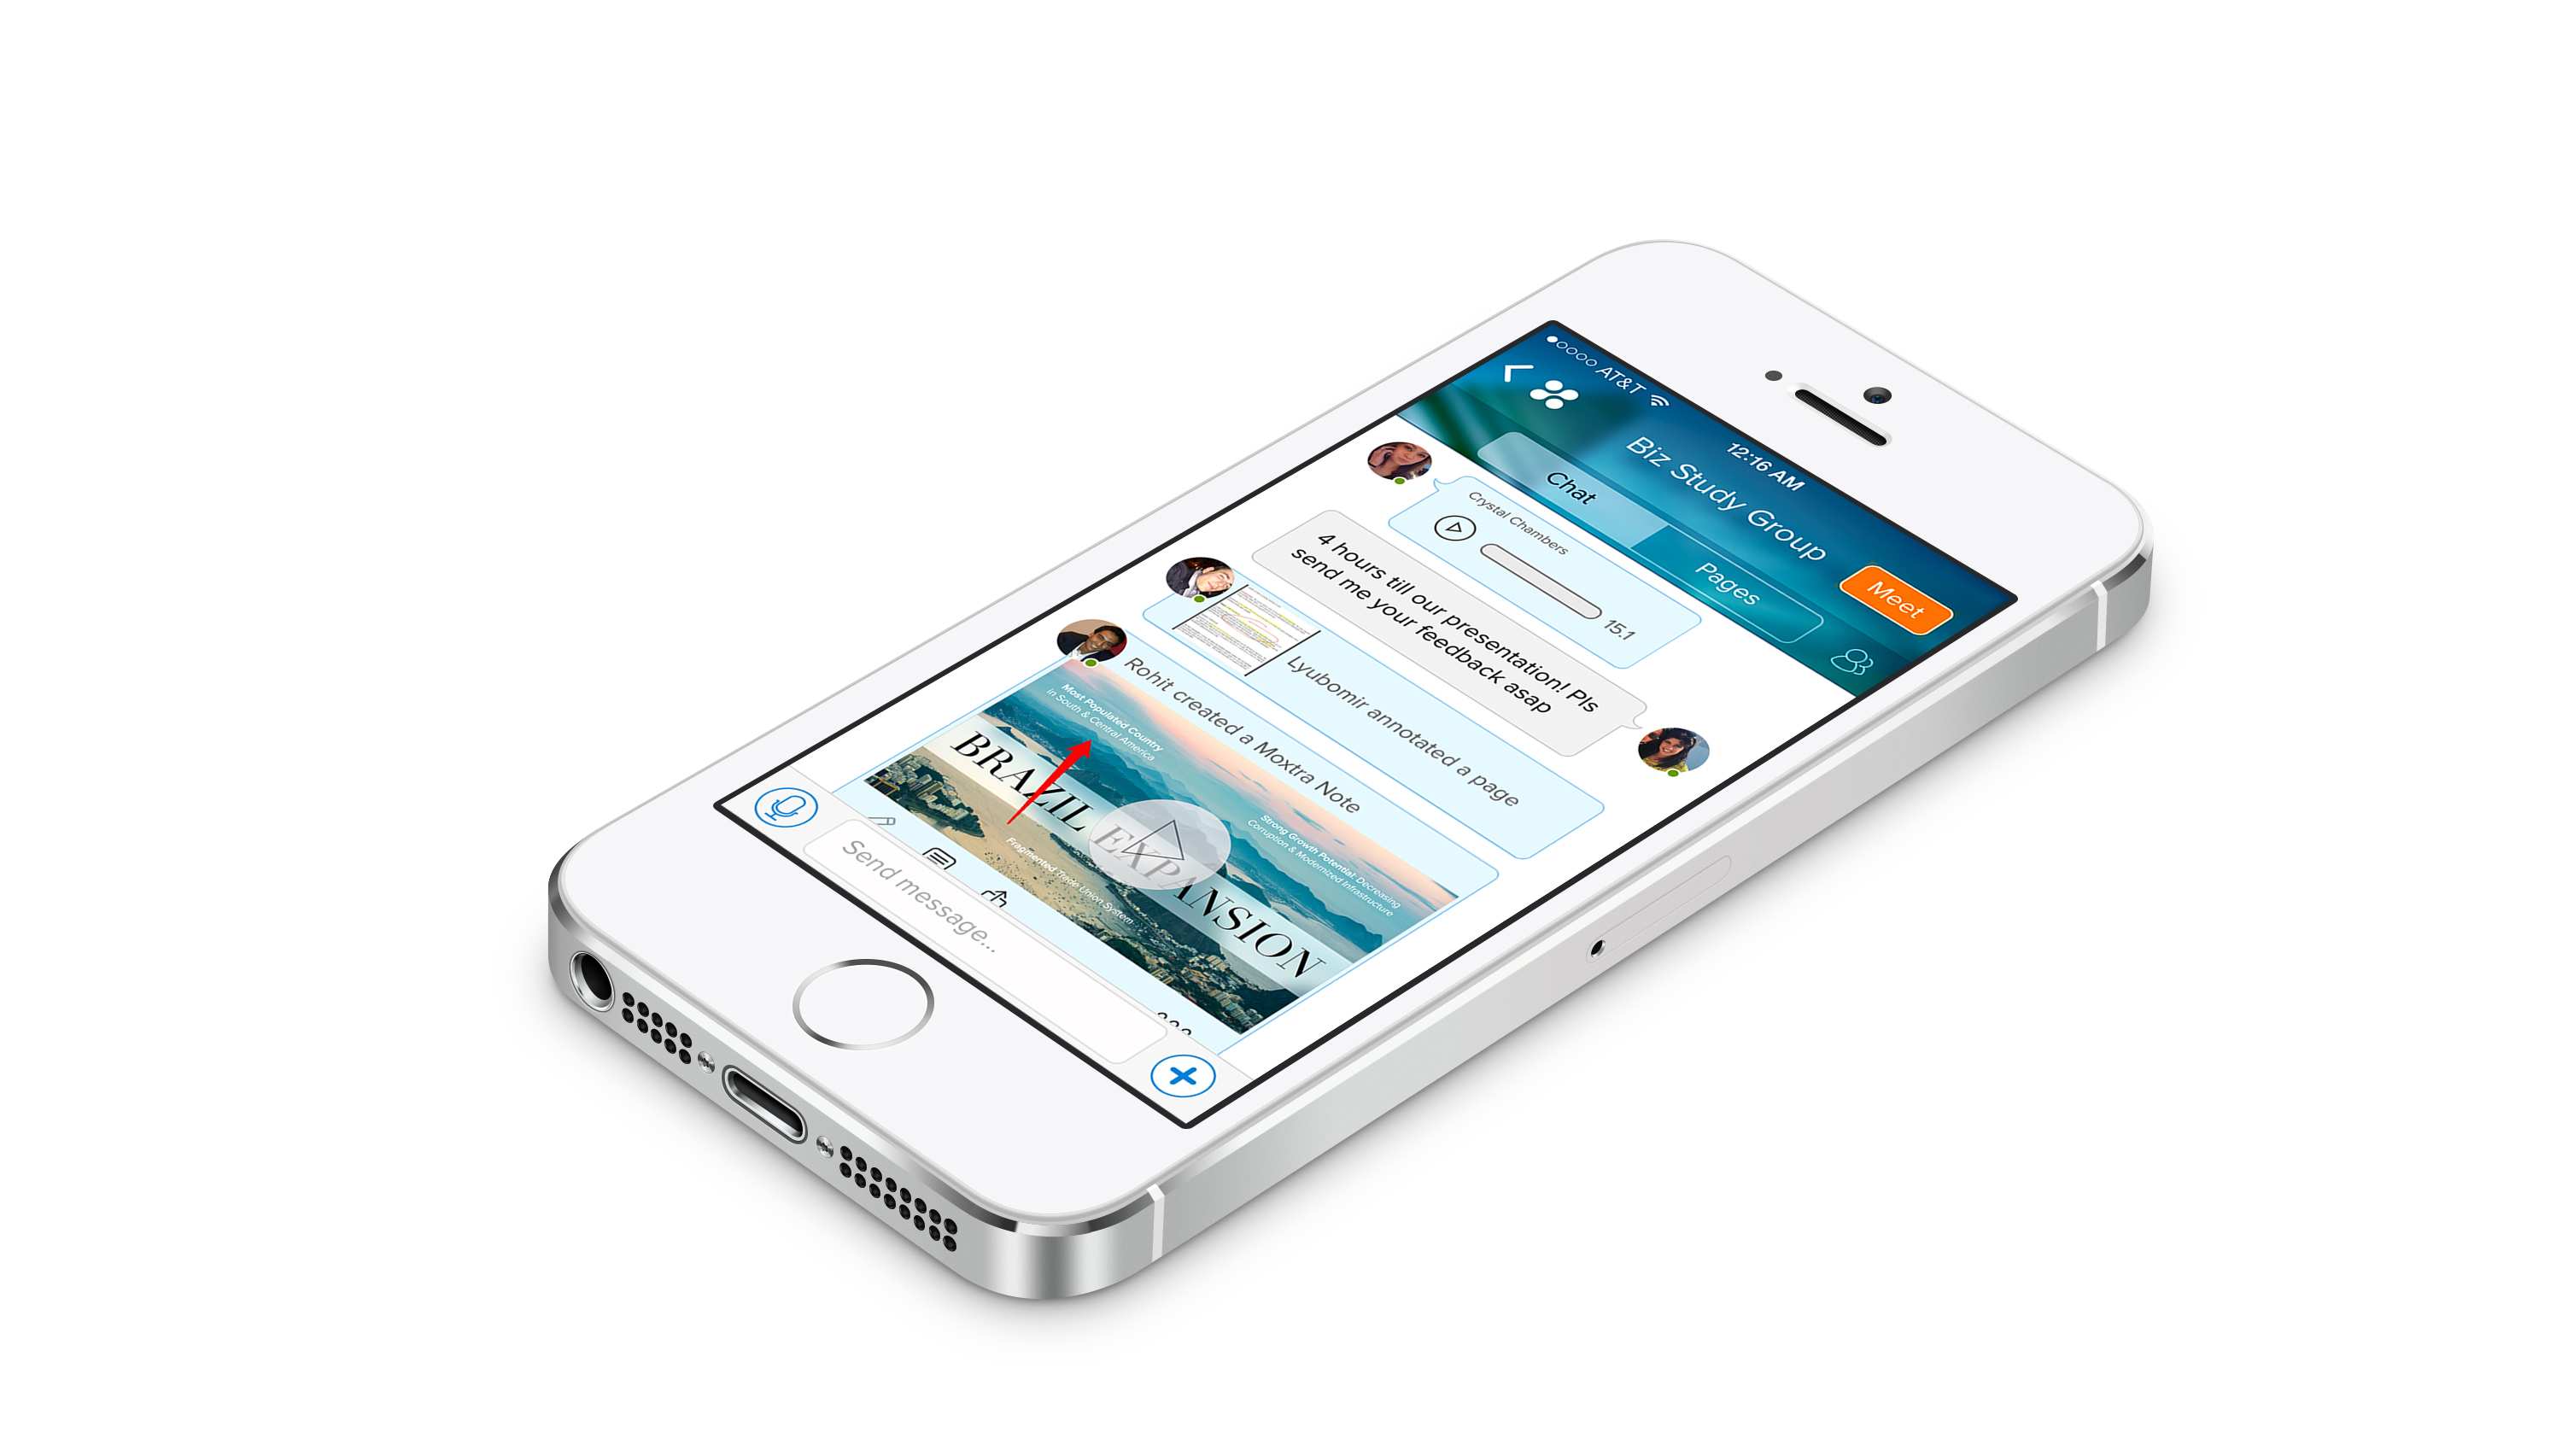 AT&T
12:16 AM
Biz Study Group
Meet
Chat
Pages
Crystal Chambers
15.1
4 hours till our presentation! Pls
send me your feedback asap
Lyubomir annotated a page
Rohit created a Moxtra Note
Most Populated Country
in South & Central America
Strong Growth Potential: Decreasing
Corruption & Modernized Infrastructure
BRAZIL EXPANSION
Fragmented Trade Union System
Send message...